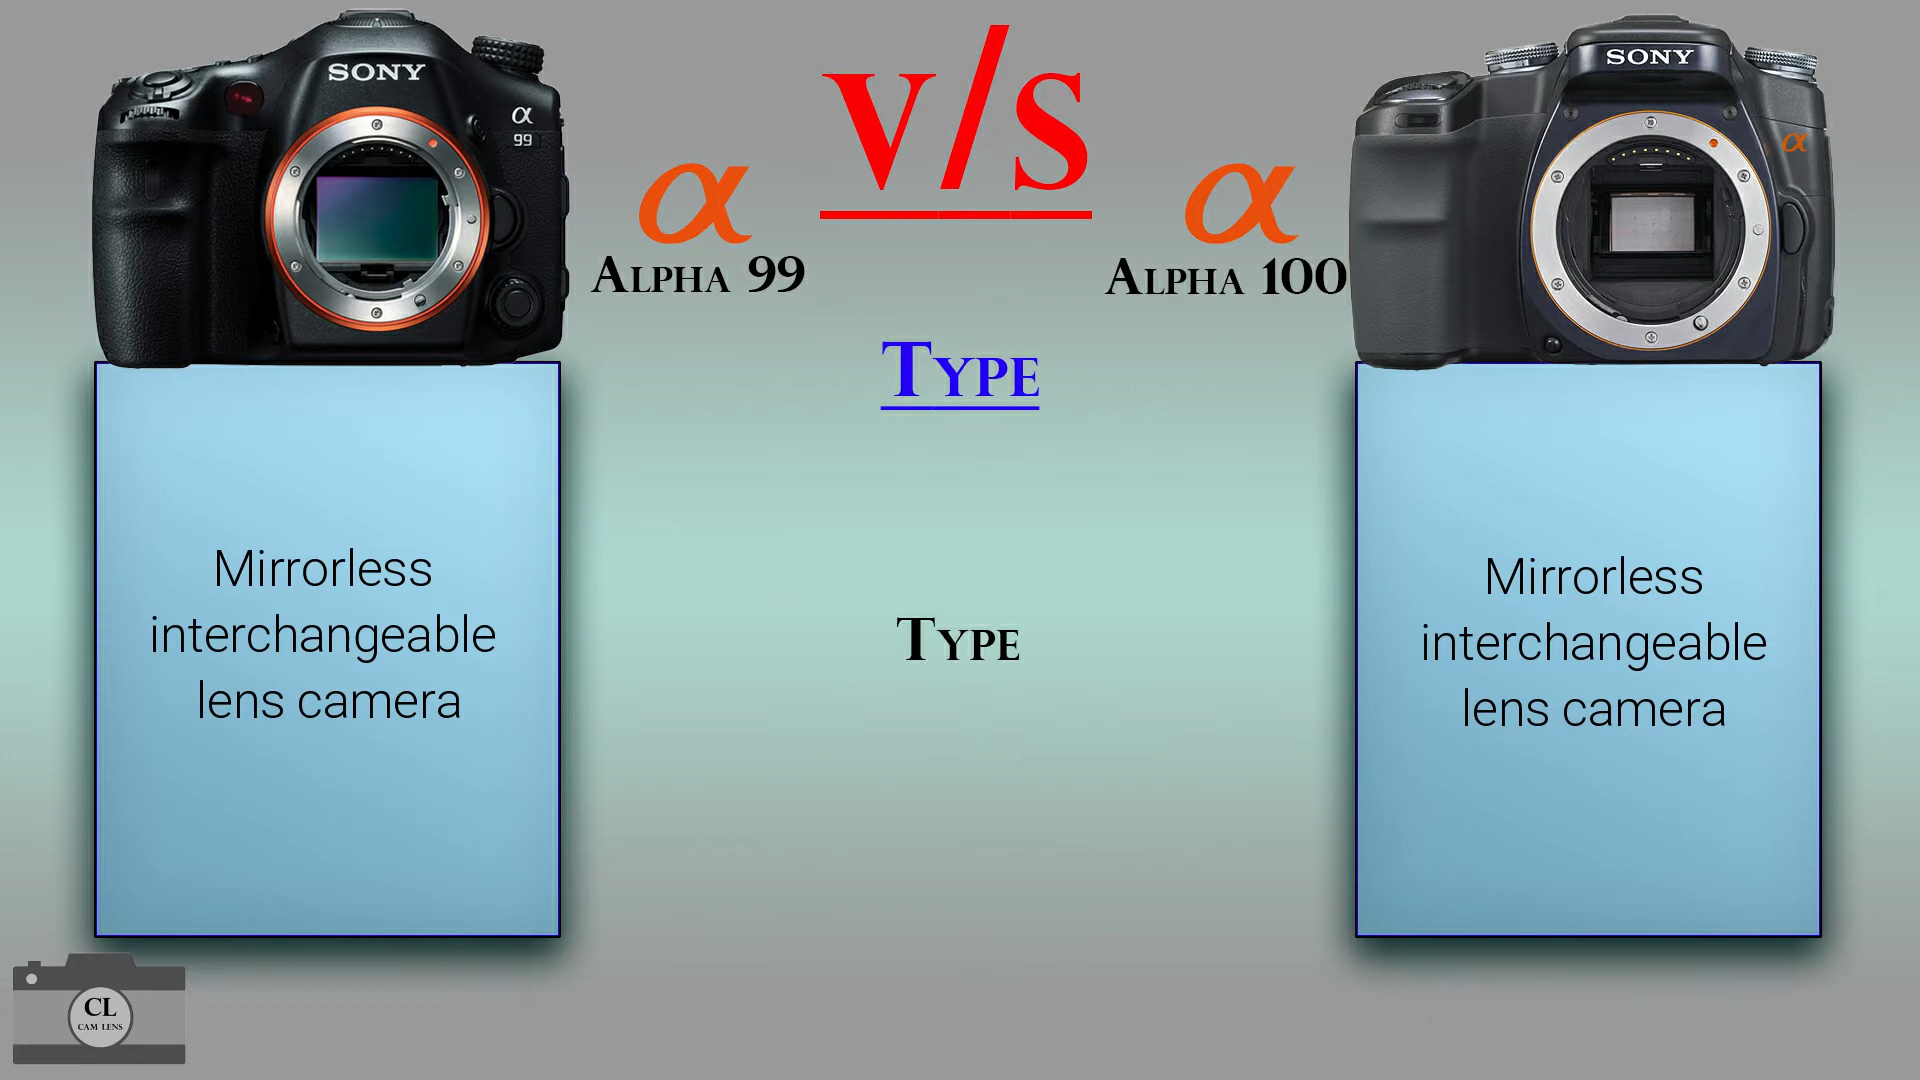 SONY
α
99
v/s
SONY
α
α
Alpha 99
α
Alpha 100
Type
Mirrorless
interchangeable
lens camera
Type
Mirrorless
interchangeable
lens camera
CL
CAM LENS